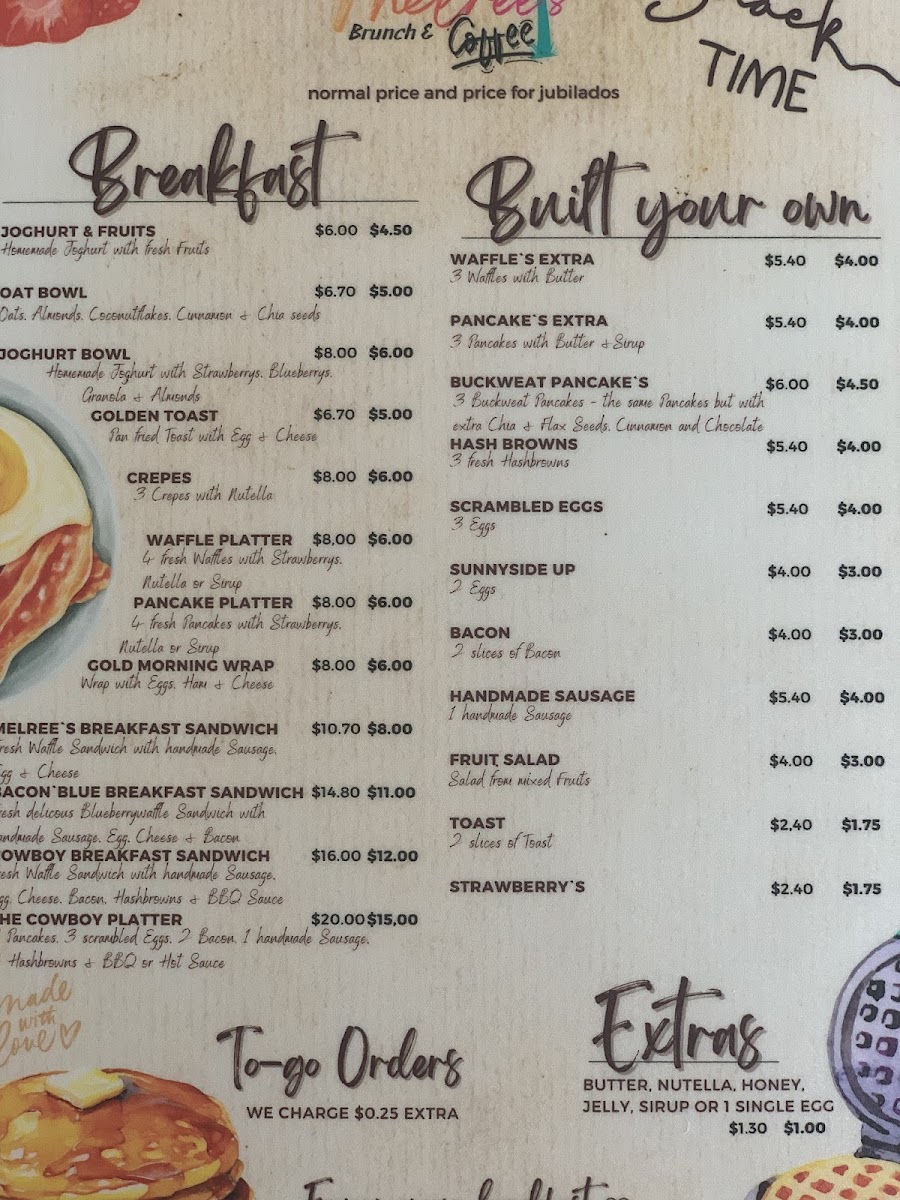 Brunch & Coffee
TIME
normal price and price for jubilados
Breakfast
JOGHURT & FRUITS $6.00 $4.50
Homemade Joghurt with fresh Fruits
OAT BOWL $6.70 $5.00
Oats, Almonds, Coconutflakes, Cinnamon & Chia seeds
JOGHURT BOWL $8.00 $6.00
Homemade Joghurt with Strawberrys, Blueberrys,
Granola & Almonds
GOLDEN TOAST $6.70 $5.00
Pan fried Toast with Egg & Cheese
CREPES $8.00 $6.00
3 Crepes with Nutella
WAFFLE PLATTER $8,00 $6.00
4 fresh Waffles with Strawberrys,
Nutella or Sirup
PANCAKE PLATTER $8.00 $6.00
4 fresh Pancakes with Strawberrys,
Nutella or Sirup
GOLD MORNING WRAP $8.00 $6.00
Wrap with Eggs, Ham & Cheese
MELREE`S BREAKFAST SANDWICH $10.70 $8.00
fresh Waffle Sandwich with handmade Sausage,
Egg & Cheese
BACON`BLUE BREAKFAST SANDWICH $14.80 $11.00
fresh delicous Blueberrywaffle Sandwich with
handmade Sausage, Egg, Cheese & Bacon
COWBOY BREAKFAST SANDWICH $16.00 $12.00
fresh Waffle Sandwich with handmade Sausage,
Egg, Cheese, Bacon, Hashbrowns & BBQ Sauce
THE COWBOY PLATTER $20.00 $15,00
Pancakes, 3 scrambled Eggs, 2 Bacon, 1 handmade Sausage,
Hashbrowns & BBQ or Hot Sauce
Built your own
WAFFLE`S EXTRA $5.40 $4.00
3 Waffles with Butter
PANCAKE`S EXTRA $5.40 $4.00
3 Pancakes with Butter & Sirup
BUCKWEAT PANCAKE`S $6.00 $4.50
3 Buckweat Pancakes - the same Pancakes but with
extra Chia & Flax Seeds, Cinnamon and Chocolate
HASH BROWNS $5.40 $4.00
3 fresh Hashbrowns
SCRAMBLED EGGS $5.40 $4.00
3 Eggs
SUNNYSIDE UP $4.00 $3.00
2 Eggs
BACON $4.00 $3.00
2 slices of Bacon
HANDMADE SAUSAGE $5.40 $4.00
1 handmade Sausage
FRUIT SALAD $4.00 $3.00
Salad from mixed Fruits
TOAST $2,40 $1.75
2 slices of Toast
STRAWBERRY`S $2.40 $1.75
made
with
Love
To-go Orders
WE CHARGE $0.25 EXTRA
Extras
BUTTER, NUTELLA, HONEY,
JELLY, SIRUP OR 1 SINGLE EGG
$1.30 $1.00